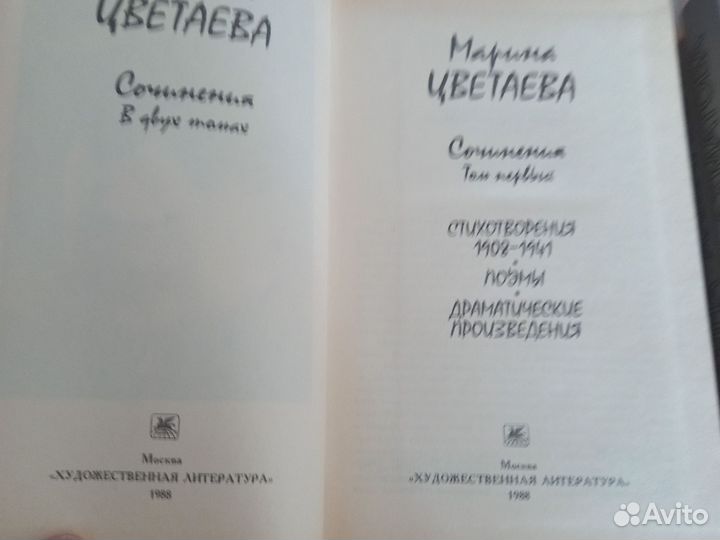 ЦВЕТАЕВА
Сочинения
В двух томах
Москва
«ХУДОЖЕСТВЕННАЯ ЛИТЕРАТУРА»
1988
Марина
ЦВЕТАЕВА
Сочинения
Том первый
СТИХОТВОРЕНИЯ
1908–1941
ПОЭМЫ
ДРАМАТИЧЕСКИЕ
ПРОИЗВЕДЕНИЯ
Москва
«ХУДОЖЕСТВЕННАЯ ЛИТЕРАТУРА»
1988
Avito